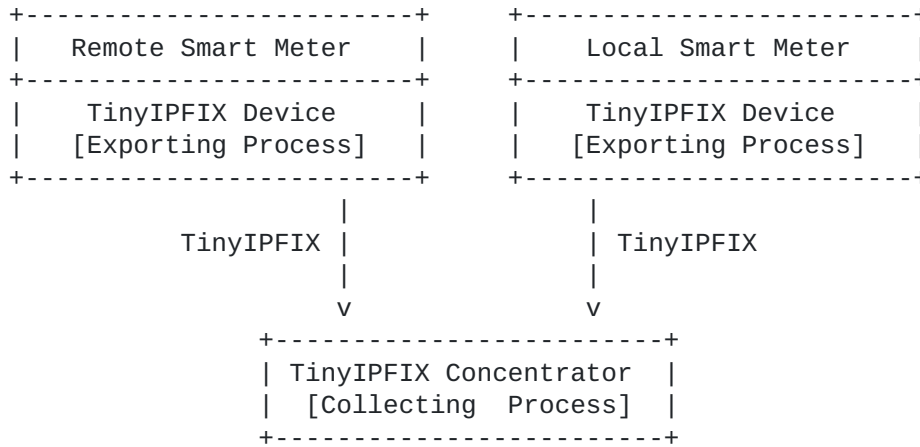 Remote Smart Meter
Local Smart Meter
TinyIPFIX Device
[Exporting Process]
TinyIPFIX Device
[Exporting Process]
TinyIPFIX
TinyIPFIX
v
v
TinyIPFIX Concentrator
[Collecting  Process]